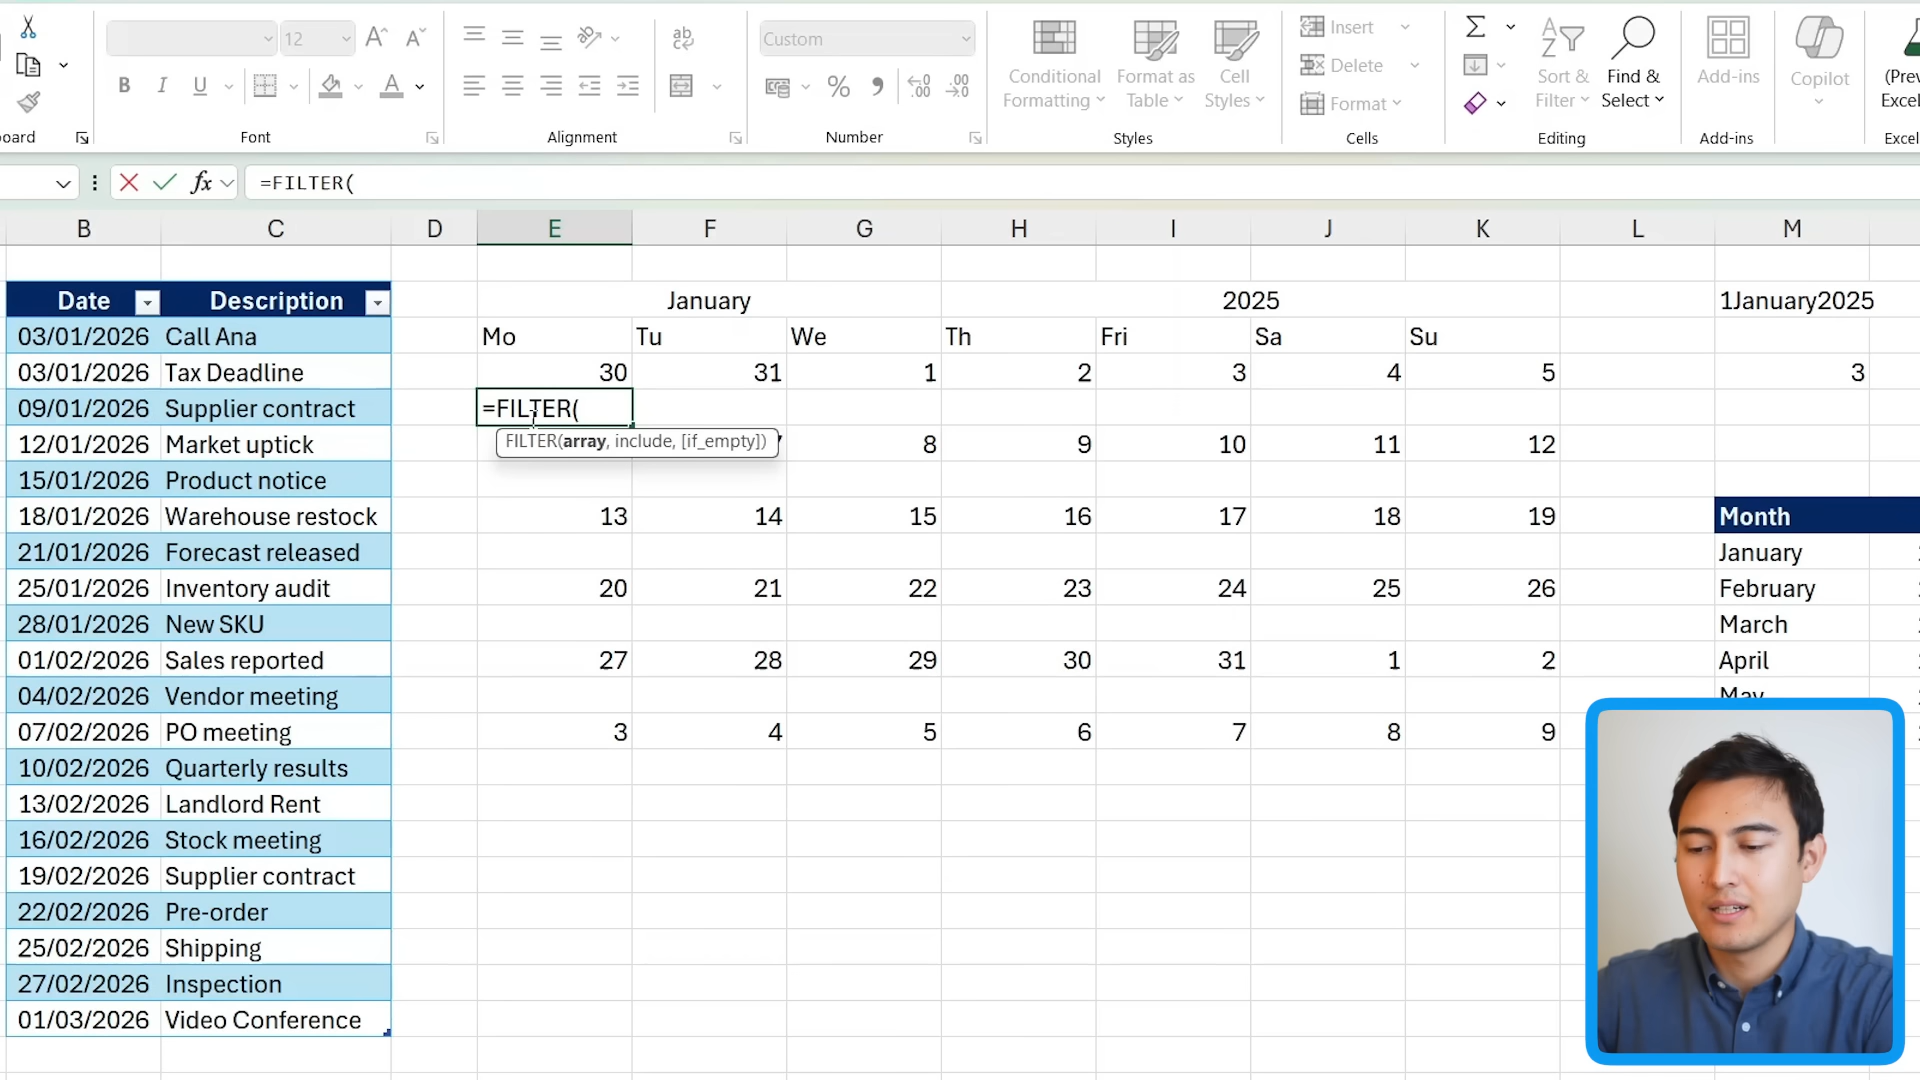 12
Custom
Insert
Delete
Format
Conditional Formatting
Format as Table
Cell Styles
Sort & Filter
Find & Select
Add-ins
Copilot
(Prev
Excel
board
Font
Alignment
Number
Styles
Cells
Editing
Add-ins
Excel
fx =FILTER(
B C D E F G H I J K L M
Date Description January 2025 1January2025
03/01/2026 Call Ana Mo Tu We Th Fri Sa Su
03/01/2026 Tax Deadline 30 31 1 2 3 4 5 3
09/01/2026 Supplier contract =FILTER(
FILTER(array, include, [if_empty])
12/01/2026 Market uptick 8 9 10 11 12
15/01/2026 Product notice
18/01/2026 Warehouse restock 13 14 15 16 17 18 19 Month
21/01/2026 Forecast released January
25/01/2026 Inventory audit 20 21 22 23 24 25 26 February
28/01/2026 New SKU March
01/02/2026 Sales reported 27 28 29 30 31 1 2 April
04/02/2026 Vendor meeting May
07/02/2026 PO meeting 3 4 5 6 7 8 9
10/02/2026 Quarterly results
13/02/2026 Landlord Rent
16/02/2026 Stock meeting
19/02/2026 Supplier contract
22/02/2026 Pre-order
25/02/2026 Shipping
27/02/2026 Inspection
01/03/2026 Video Conference